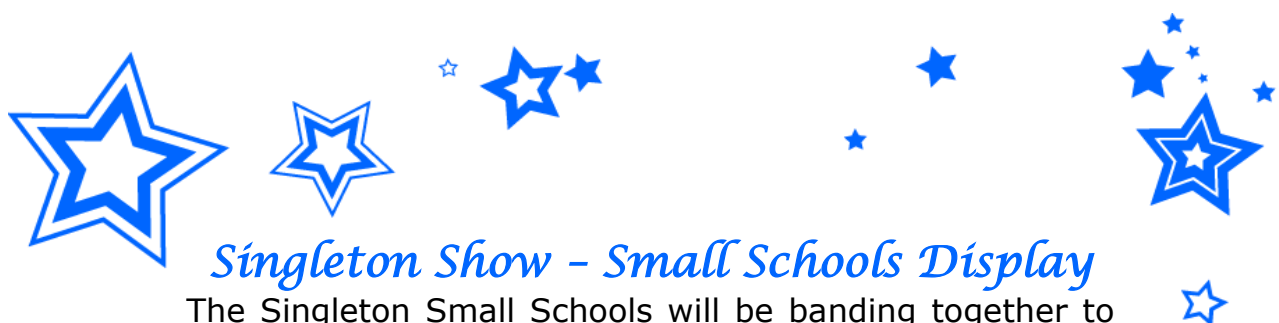 Singleton Show – Small Schools Display
The Singleton Small Schools will be banding together to